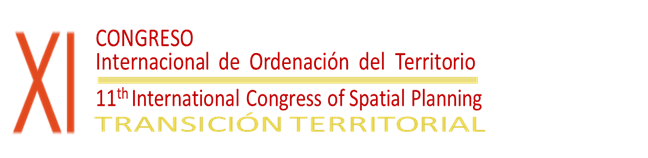 XI
CONGRESO
Internacional de Ordenación del Territorio
11th International Congress of Spatial Planning
TRANSICIÓN TERRITORIAL